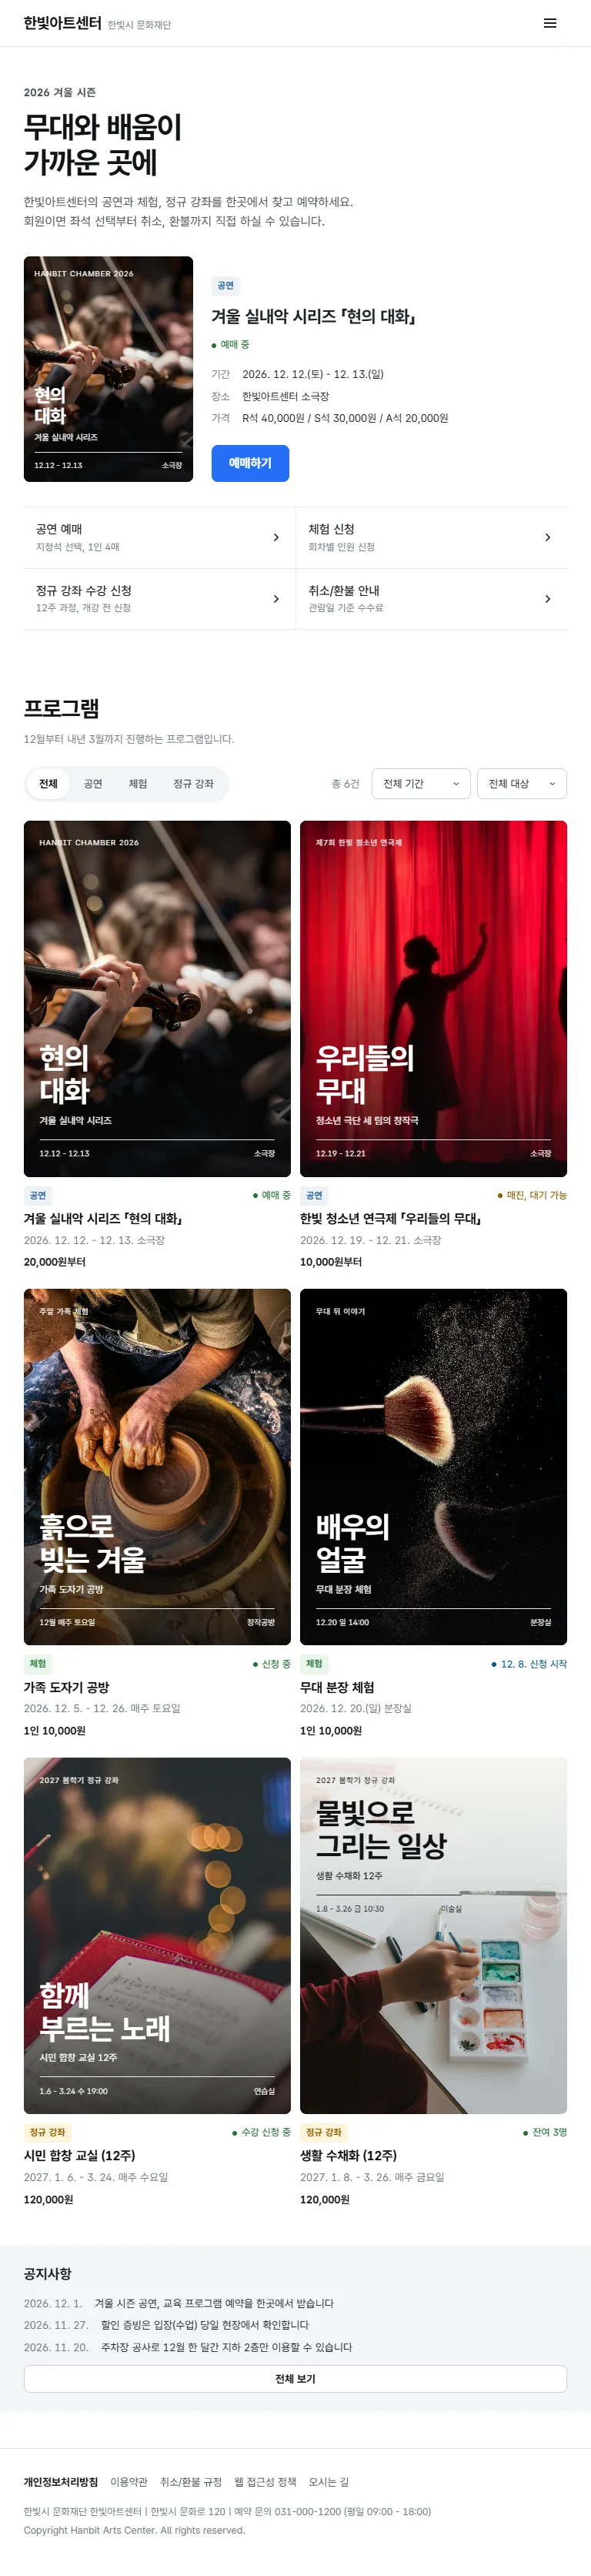 한빛아트센터 한빛시 문화재단
2026 겨울 시즌
무대와 배움이
가까운 곳에
한빛아트센터의 공연과 체험, 정규 강좌를 한곳에서 찾고 예약하세요.
회원이면 좌석 선택부터 취소, 환불까지 직접 하실 수 있습니다.
HANBIT CHAMBER 2026
현의
대화
겨울 실내악 시리즈
12.12 - 12.13 소극장
공연
겨울 실내악 시리즈 「현의 대화」
예매 중
기간 2026. 12. 12.(토) - 12. 13.(일)
장소 한빛아트센터 소극장
가격 R석 40,000원 / S석 30,000원 / A석 20,000원
예매하기
공연 예매
지정석 선택, 1인 4매
체험 신청
회차별 인원 신청
정규 강좌 수강 신청
12주 과정, 개강 전 신청
취소/환불 안내
관람일 기준 수수료
프로그램
12월부터 내년 3월까지 진행하는 프로그램입니다.
전체 공연 체험 정규 강좌 총 6건 전체 기간 전체 대상
HANBIT CHAMBER 2026
현의
대화
겨울 실내악 시리즈
12.12 - 12.13 소극장
공연 예매 중
겨울 실내악 시리즈 「현의 대화」
2026. 12. 12. - 12. 13. 소극장
20,000원부터
제7회 한빛 청소년 연극제
우리들의
무대
청소년 극단 세 팀의 창작극
12.19 - 12.21 소극장
공연 매진, 대기 가능
한빛 청소년 연극제 「우리들의 무대」
2026. 12. 19. - 12. 21. 소극장
10,000원부터
주말 가족 체험
흙으로
빚는 겨울
가족 도자기 공방
12월 매주 토요일 창작공방
체험 신청 중
가족 도자기 공방
2026. 12. 5. - 12. 26. 매주 토요일
1인 10,000원
무대 뒤 이야기
배우의
얼굴
무대 분장 체험
12.20 일 14:00 분장실
체험 12. 8. 신청 시작
무대 분장 체험
2026. 12. 20.(일) 분장실
1인 10,000원
2027 봄학기 정규 강좌
함께
부르는 노래
시민 합창 교실 12주
1.6 - 3.24 수 19:00 연습실
정규 강좌 수강 신청 중
시민 합창 교실 (12주)
2027. 1. 6. - 3. 24. 매주 수요일
120,000원
2027 봄학기 정규 강좌
물빛으로
그리는 일상
생활 수채화 12주
1.8 - 3.26 금 10:30 미술실
정규 강좌 잔여 3명
생활 수채화 (12주)
2027. 1. 8. - 3. 26. 매주 금요일
120,000원
공지사항
2026. 12. 1. 겨울 시즌 공연, 교육 프로그램 예약을 한곳에서 받습니다
2026. 11. 27. 할인 증빙은 입장(수업) 당일 현장에서 확인합니다
2026. 11. 20. 주차장 공사로 12월 한 달간 지하 2층만 이용할 수 있습니다
전체 보기
개인정보처리방침 이용약관 취소/환불 규정 웹 접근성 정책 오시는 길
한빛시 문화재단 한빛아트센터 | 한빛시 문화로 120 | 예약 문의 031-000-1200 (평일 09:00 - 18:00)
Copyright Hanbit Arts Center. All rights reserved.